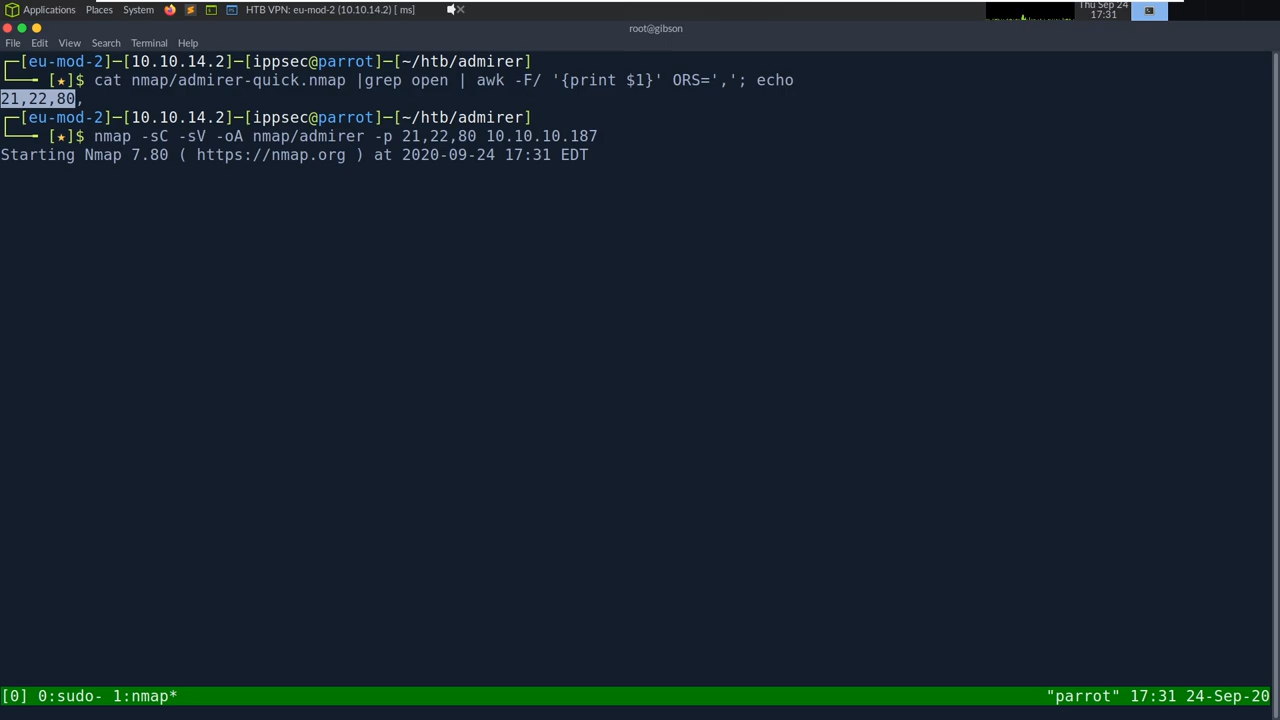 Applications Places System HTB VPN: eu-mod-2 (10.10.14.2) [ ms] Thu Sep 24
17:31
root@gibson
File Edit View Search Terminal Help
┌─[eu-mod-2]─[10.10.14.2]─[ippsec@parrot]─[~/htb/admirer]
└──╼ [★]$ cat nmap/admirer-quick.nmap |grep open | awk -F/ '{print $1}' ORS=','; echo
21,22,80,
┌─[eu-mod-2]─[10.10.14.2]─[ippsec@parrot]─[~/htb/admirer]
└──╼ [★]$ nmap -sC -sV -oA nmap/admirer -p 21,22,80 10.10.10.187
Starting Nmap 7.80 ( https://nmap.org ) at 2020-09-24 17:31 EDT
[0] 0:sudo- 1:nmap* "parrot" 17:31 24-Sep-20